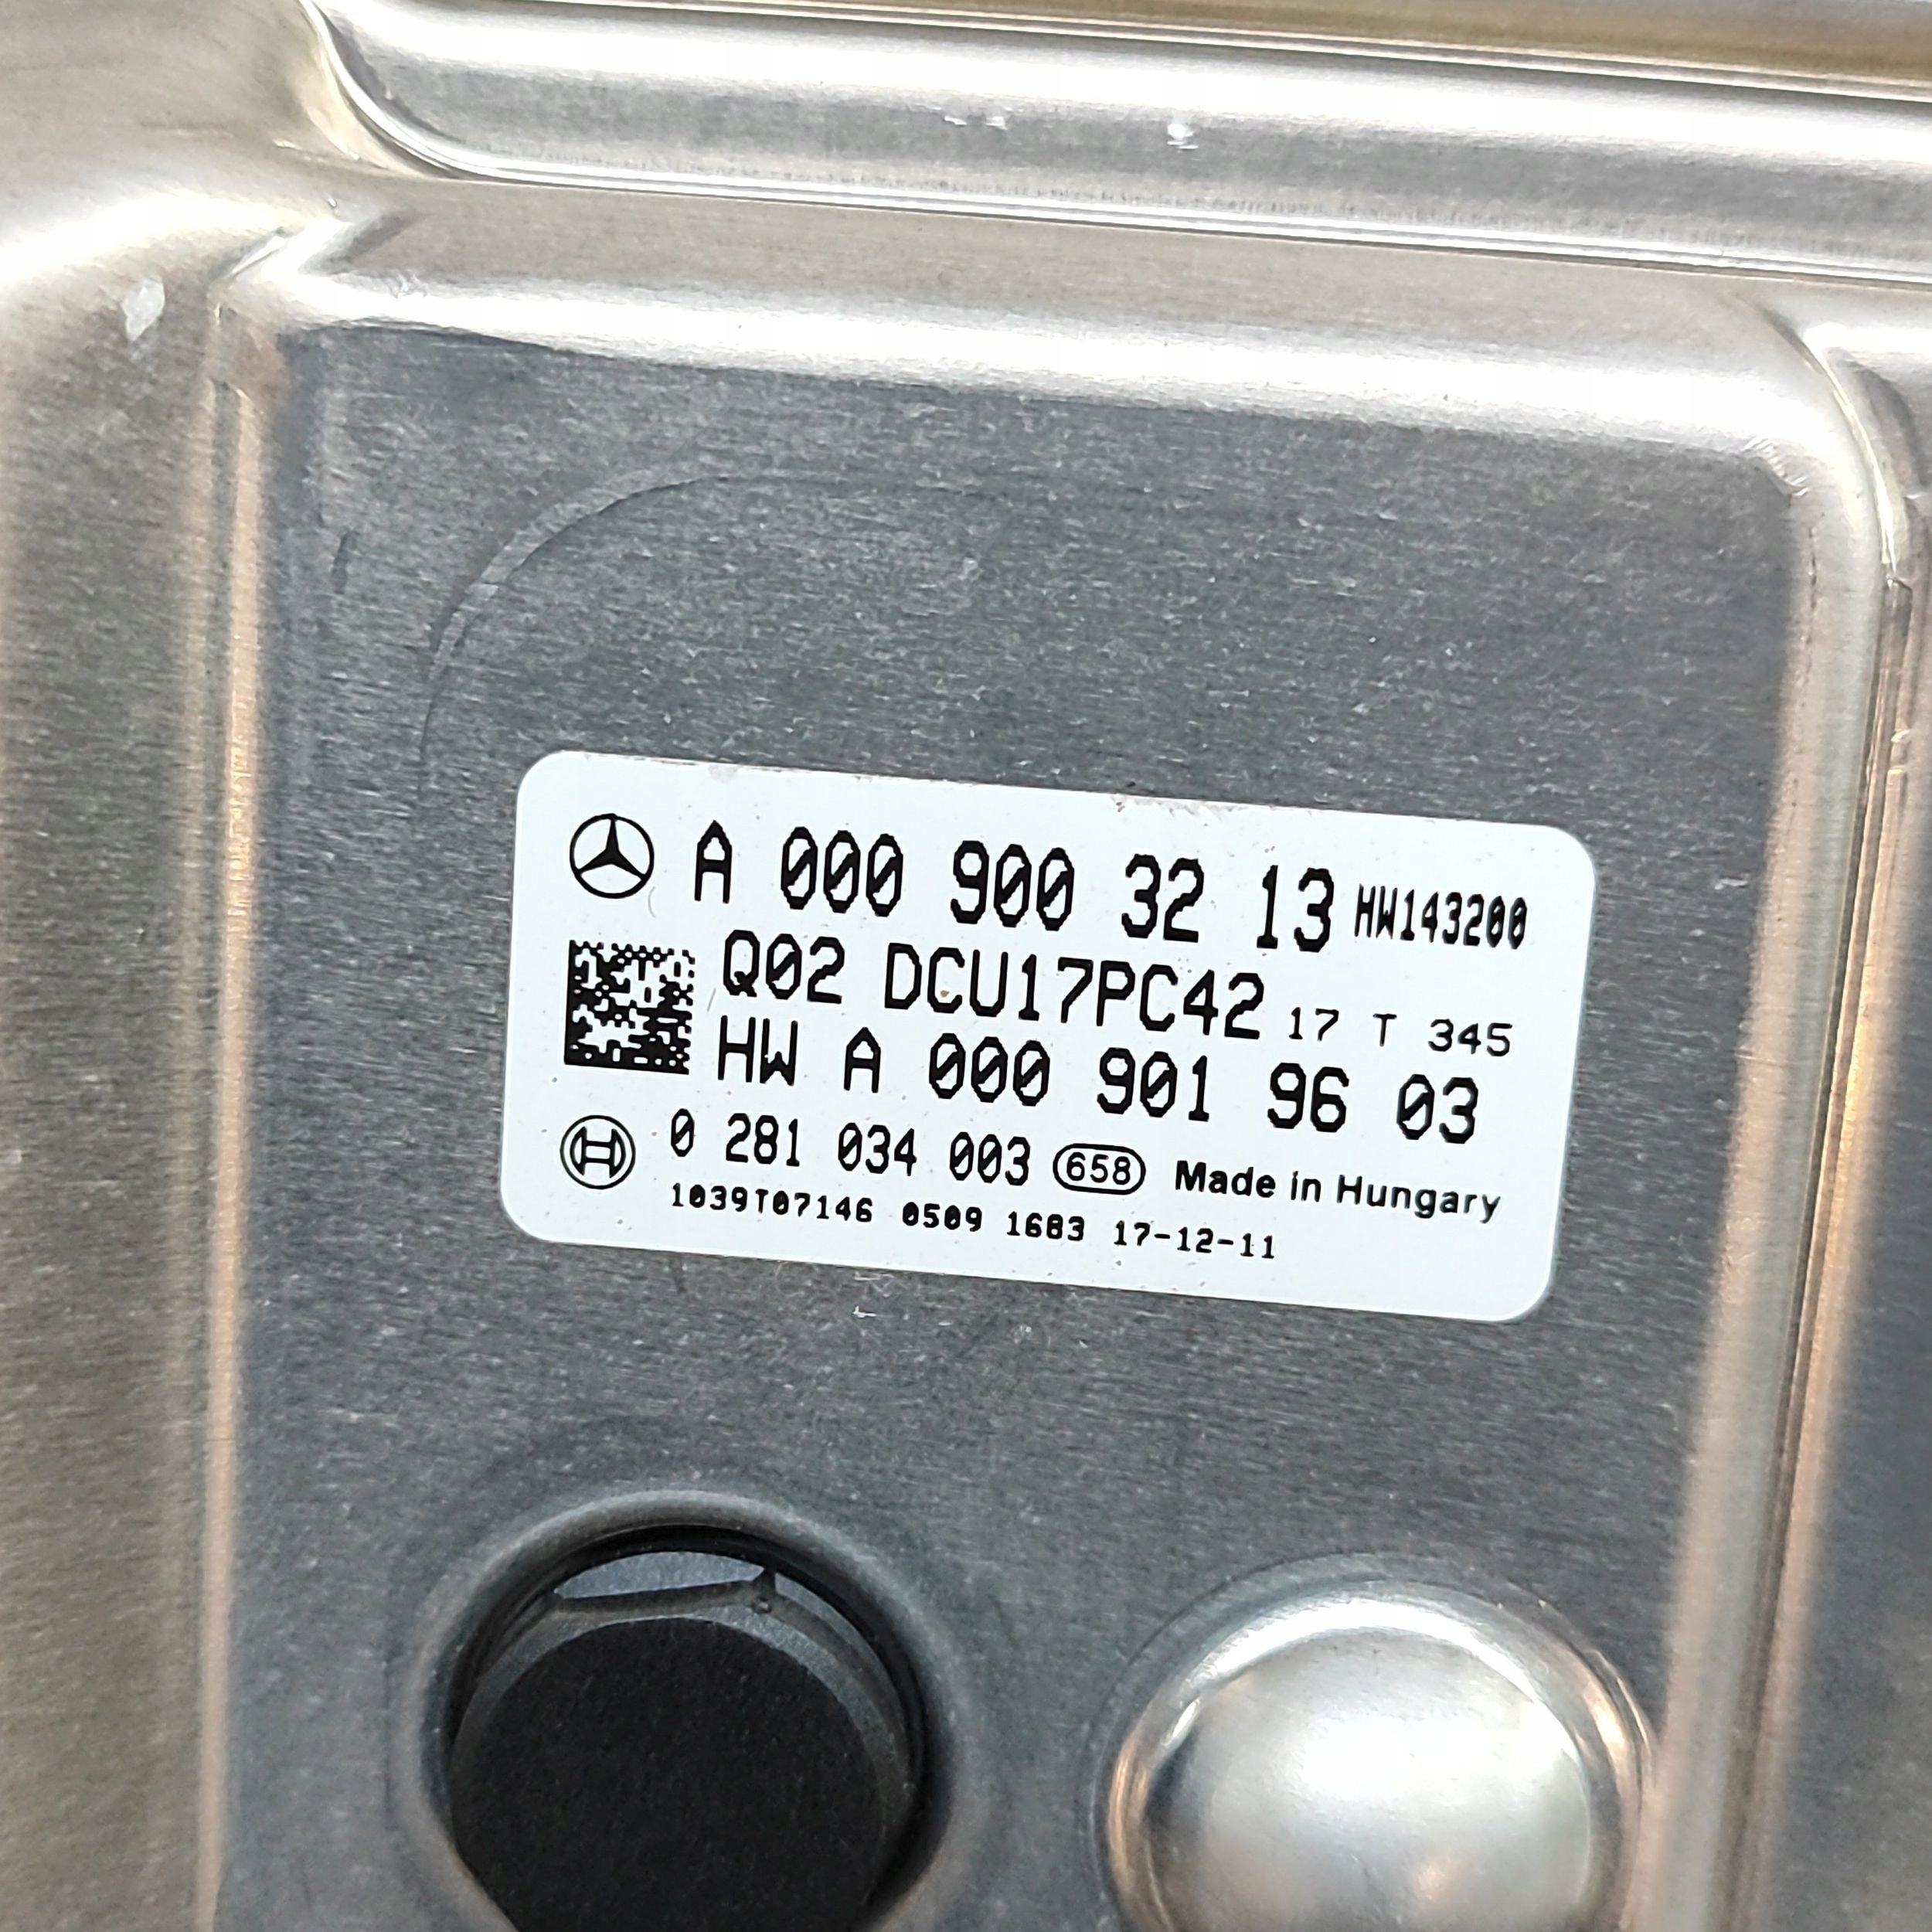 A 000 900 32 13 HW143200
Q02 DCU17PC42 17 T 345
HW A 000 901 96 03
0 281 034 003 658 Made in Hungary
1039T07146 0509 1683 17-12-11